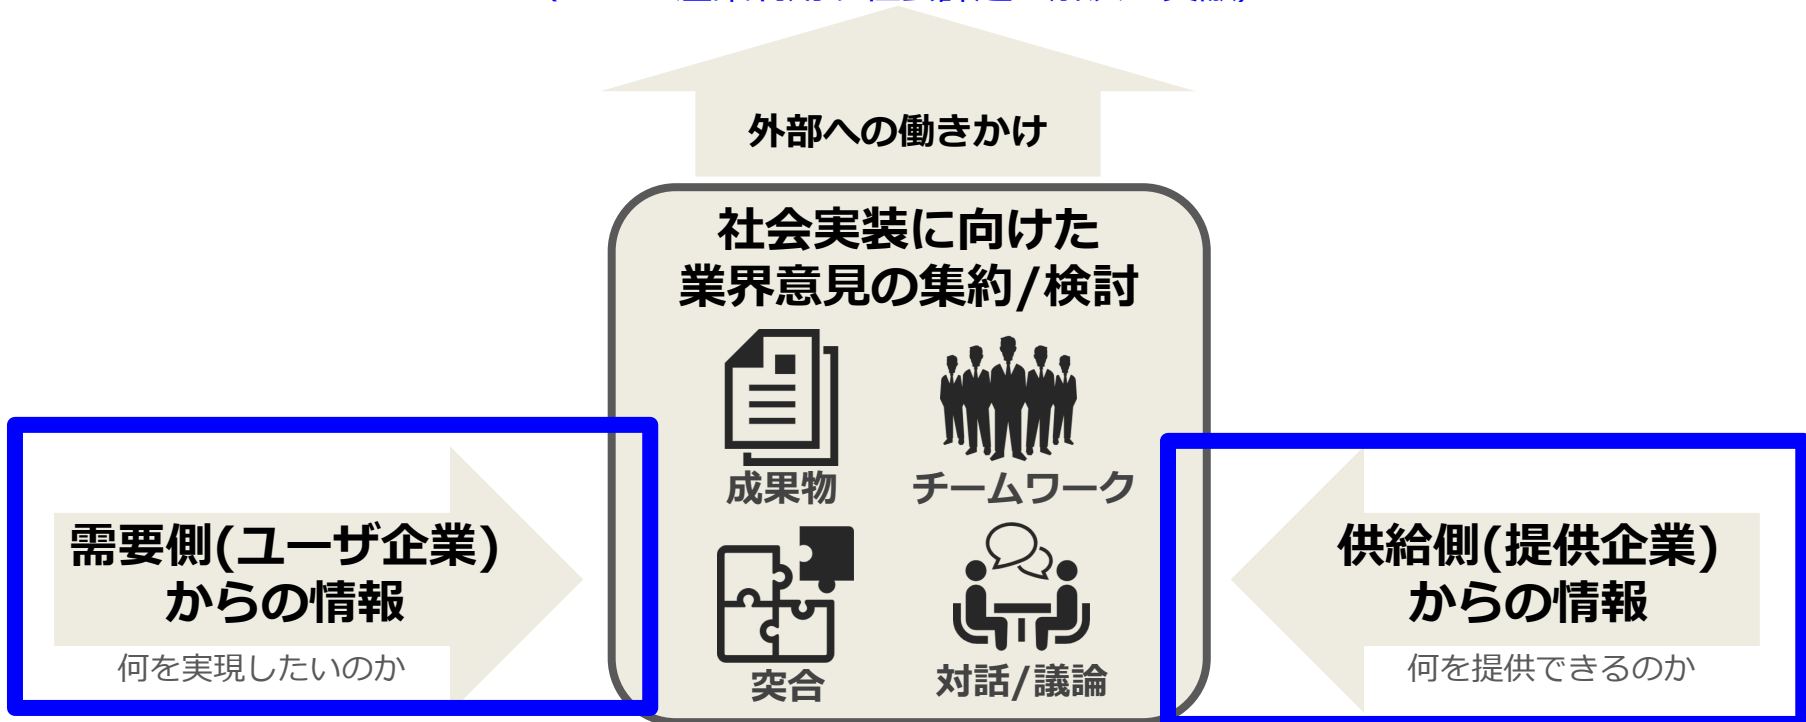 外部への働きかけ
社会実装に向けた
業界意見の集約/検討
成果物
チームワーク
需要側(ユーザ企業)
からの情報
何を実現したいのか
突合
対話/議論
供給側(提供企業)
からの情報
何を提供できるのか